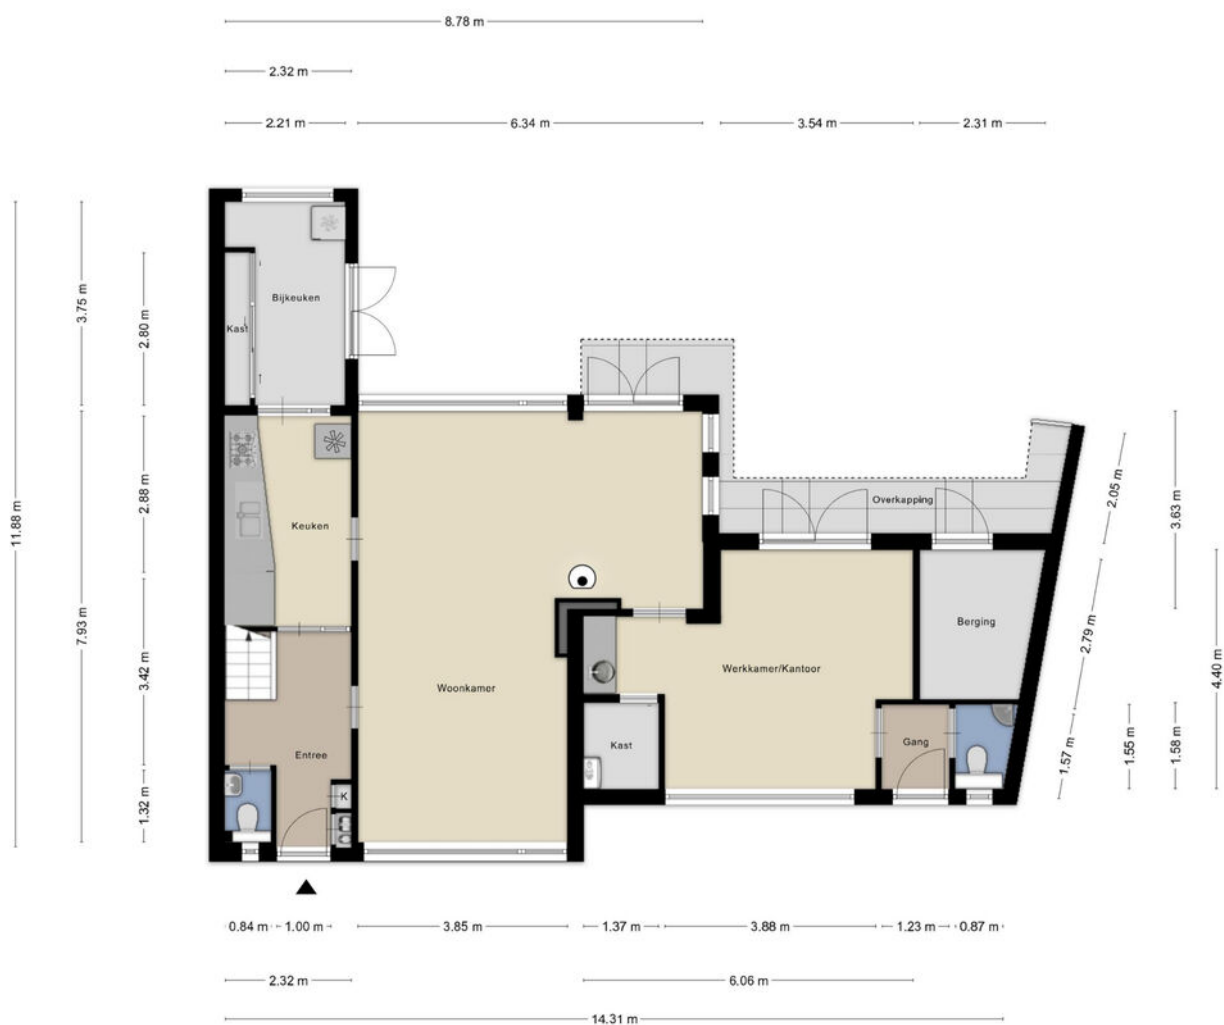 8.78 m
2.32 m
2.21 m 6.34 m 3.54 m 2.31 m
11.88 m
3.75 m
7.93 m
2.80 m
2.88 m
3.42 m
1.32 m
Bijkeuken
Kast
Keuken
Overkapping
Berging
Werkkamer/Kantoor
Woonkamer
Entree
Kast
Gang
K
2.05 m
2.79 m
1.57 m
1.55 m
3.63 m
1.58 m
4.40 m
0.84 m 1.00 m 3.85 m 1.37 m 3.88 m 1.23 m 0.87 m
2.32 m 6.06 m
14.31 m